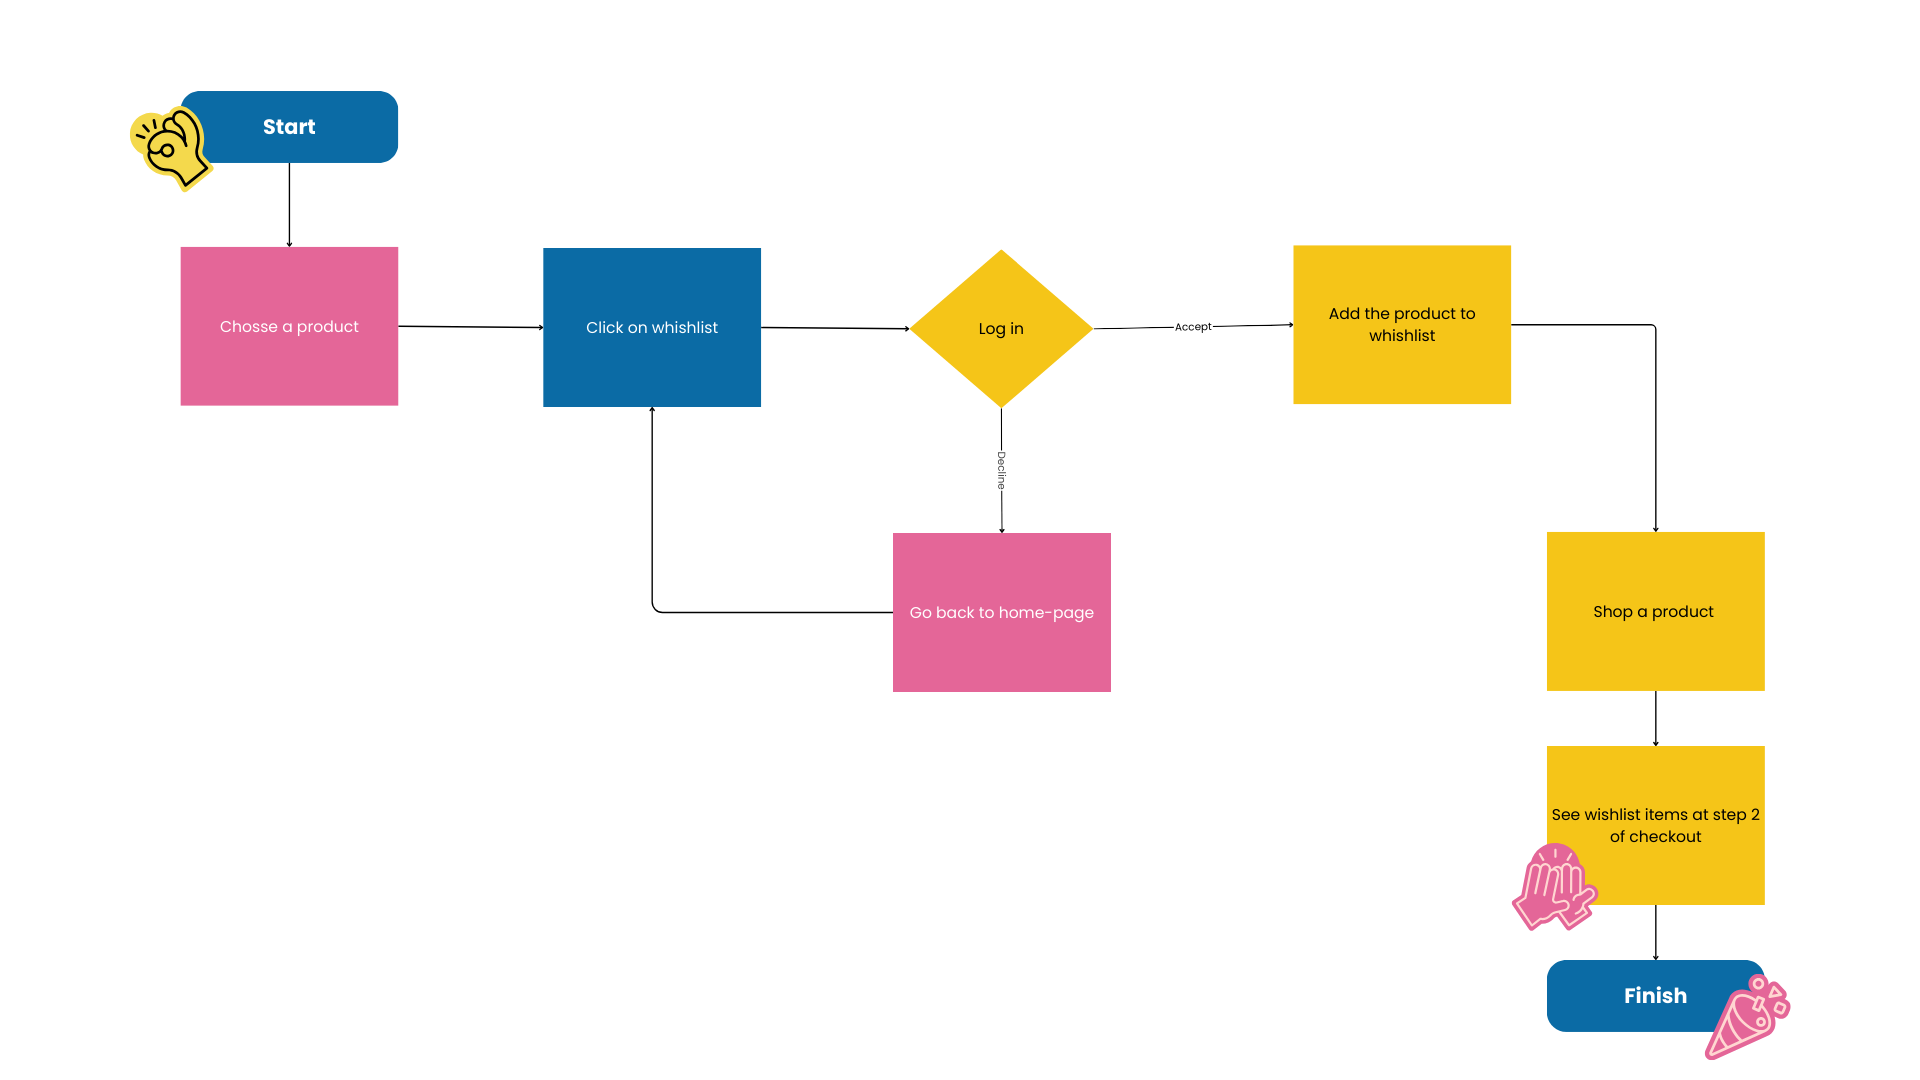 Start
Chosse a product
Click on whishlist
Log in
Accept
Add the product to
whishlist
Decline
Go back to home-page
Shop a product
See wishlist items at step 2
of checkout
Finish